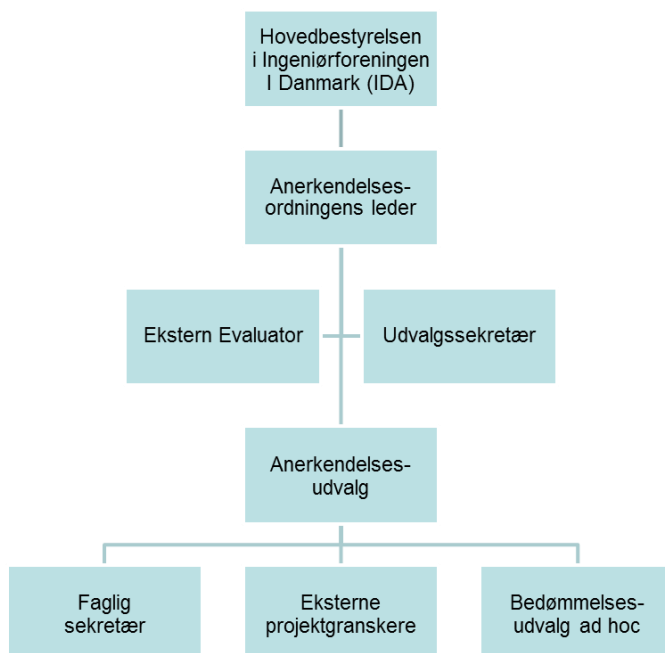 Hovedbestyrelsen
i Ingeniørforeningen
I Danmark (IDA)
Anerkendelses-
ordningens leder
Ekstern Evaluator
Udvalgssekretær
Anerkendelses-
udvalg
Faglig
sekretær
Eksterne
projektgranskere
Bedømmelses-
udvalg ad hoc